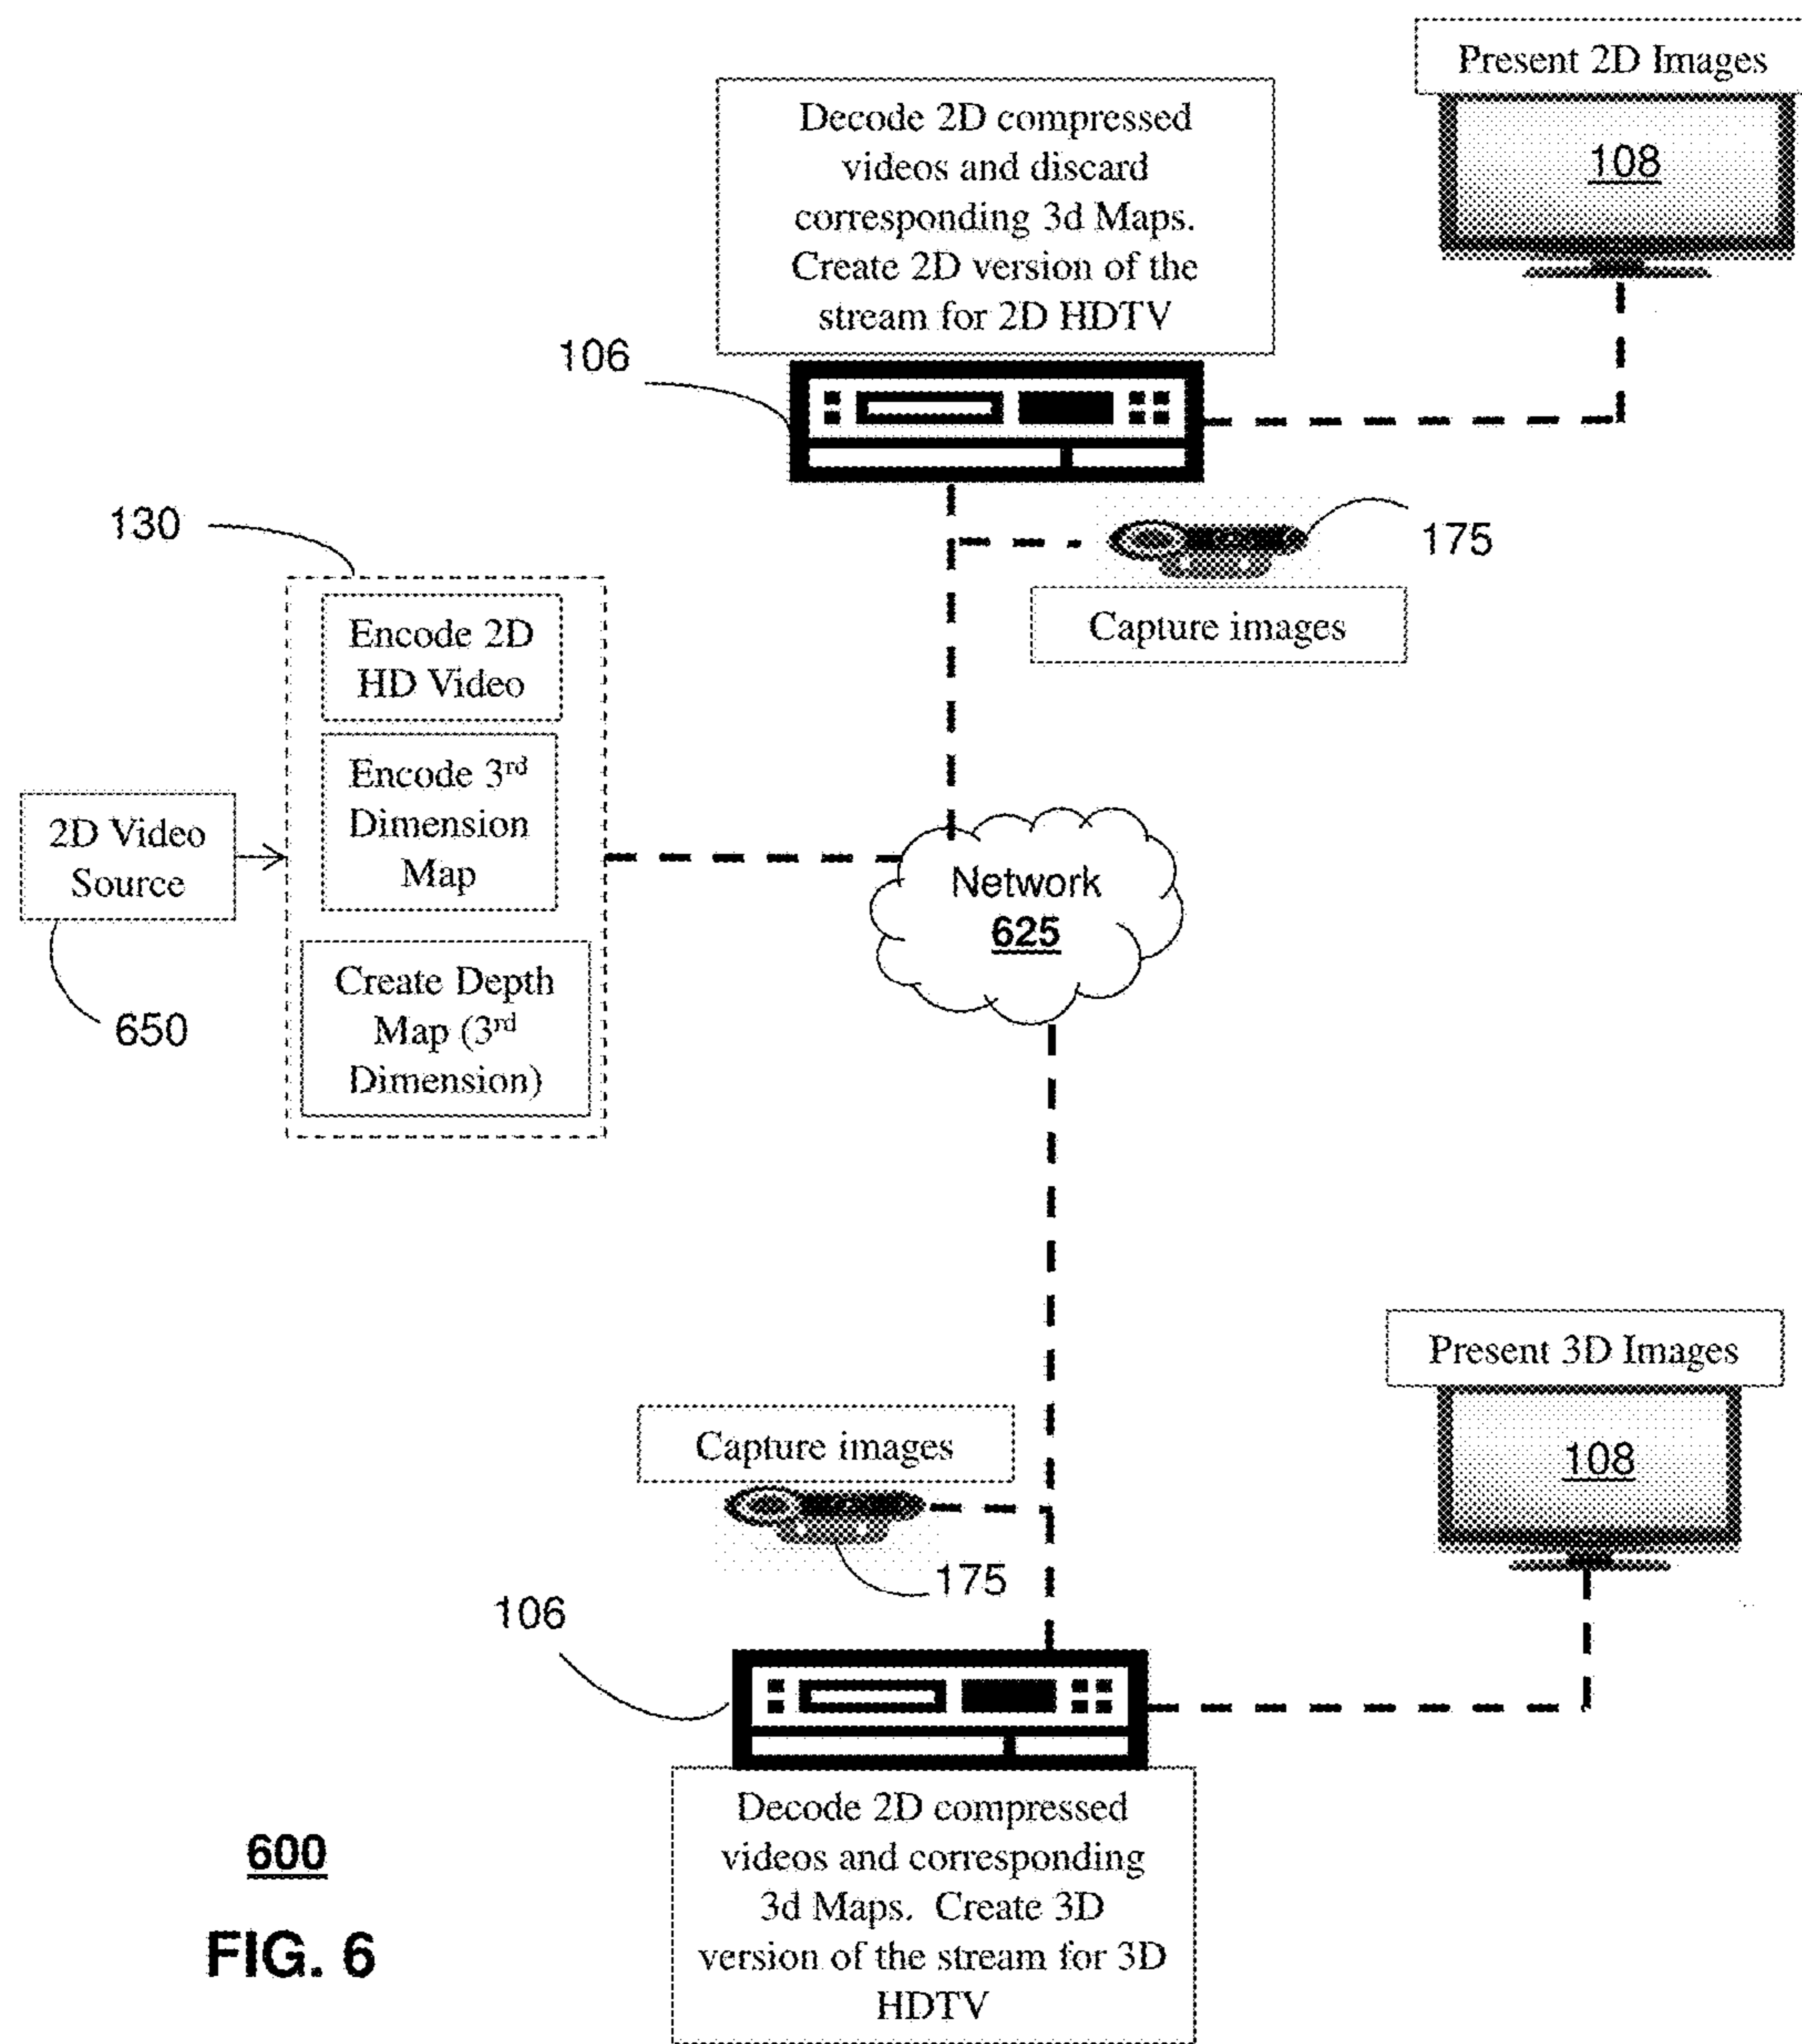 Present 2D Images
108
Decode 2D compressed
videos and discard
corresponding 3d Maps.
Create 2D version of the
stream for 2D HDTV
106
175
Capture images
130
Encode 2D
HD Video
Encode 3rd
Dimension
Map
Create Depth
Map (3rd
Dimension)
2D Video
Source
650
Network
625
Present 3D Images
108
Capture images
175
106
Decode 2D compressed
videos and corresponding
3d Maps. Create 3D
version of the stream for 3D
HDTV
600
FIG. 6